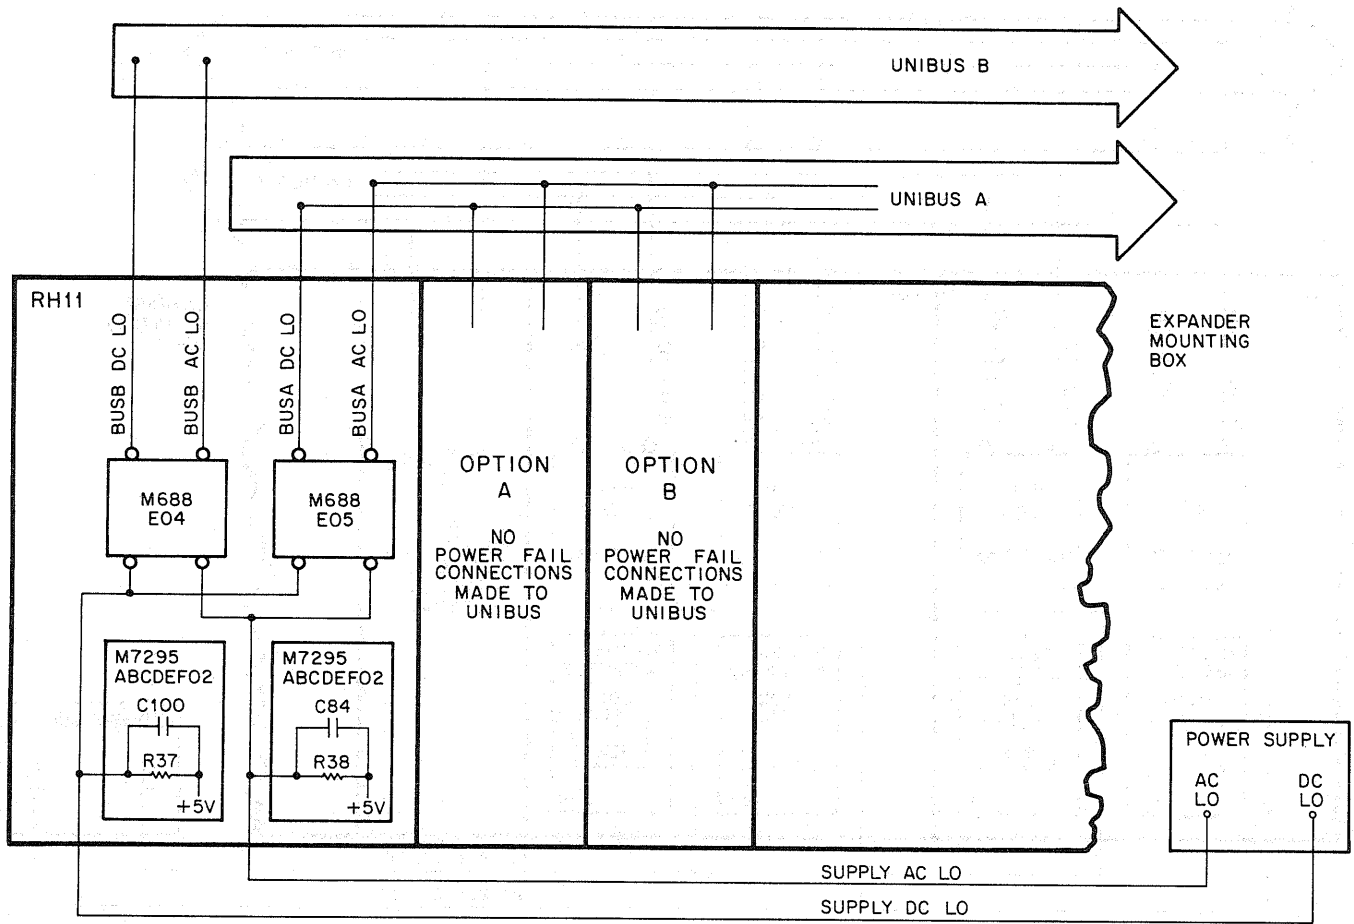 UNIBUS B
UNIBUS A
RH11
BUSB DC LO
BUSB AC LO
BUSA DC LO
BUSA AC LO
EXPANDER
MOUNTING
BOX
M688
E04
M688
E05
OPTION
A
NO
POWER FAIL
CONNECTIONS
MADE TO
UNIBUS
OPTION
B
NO
POWER FAIL
CONNECTIONS
MADE TO
UNIBUS
M7295
ABCDEF02
C100
R37
+5V
M7295
ABCDEF02
C84
R38
+5V
POWER SUPPLY
AC
LO
DC
LO
SUPPLY AC LO
SUPPLY DC LO